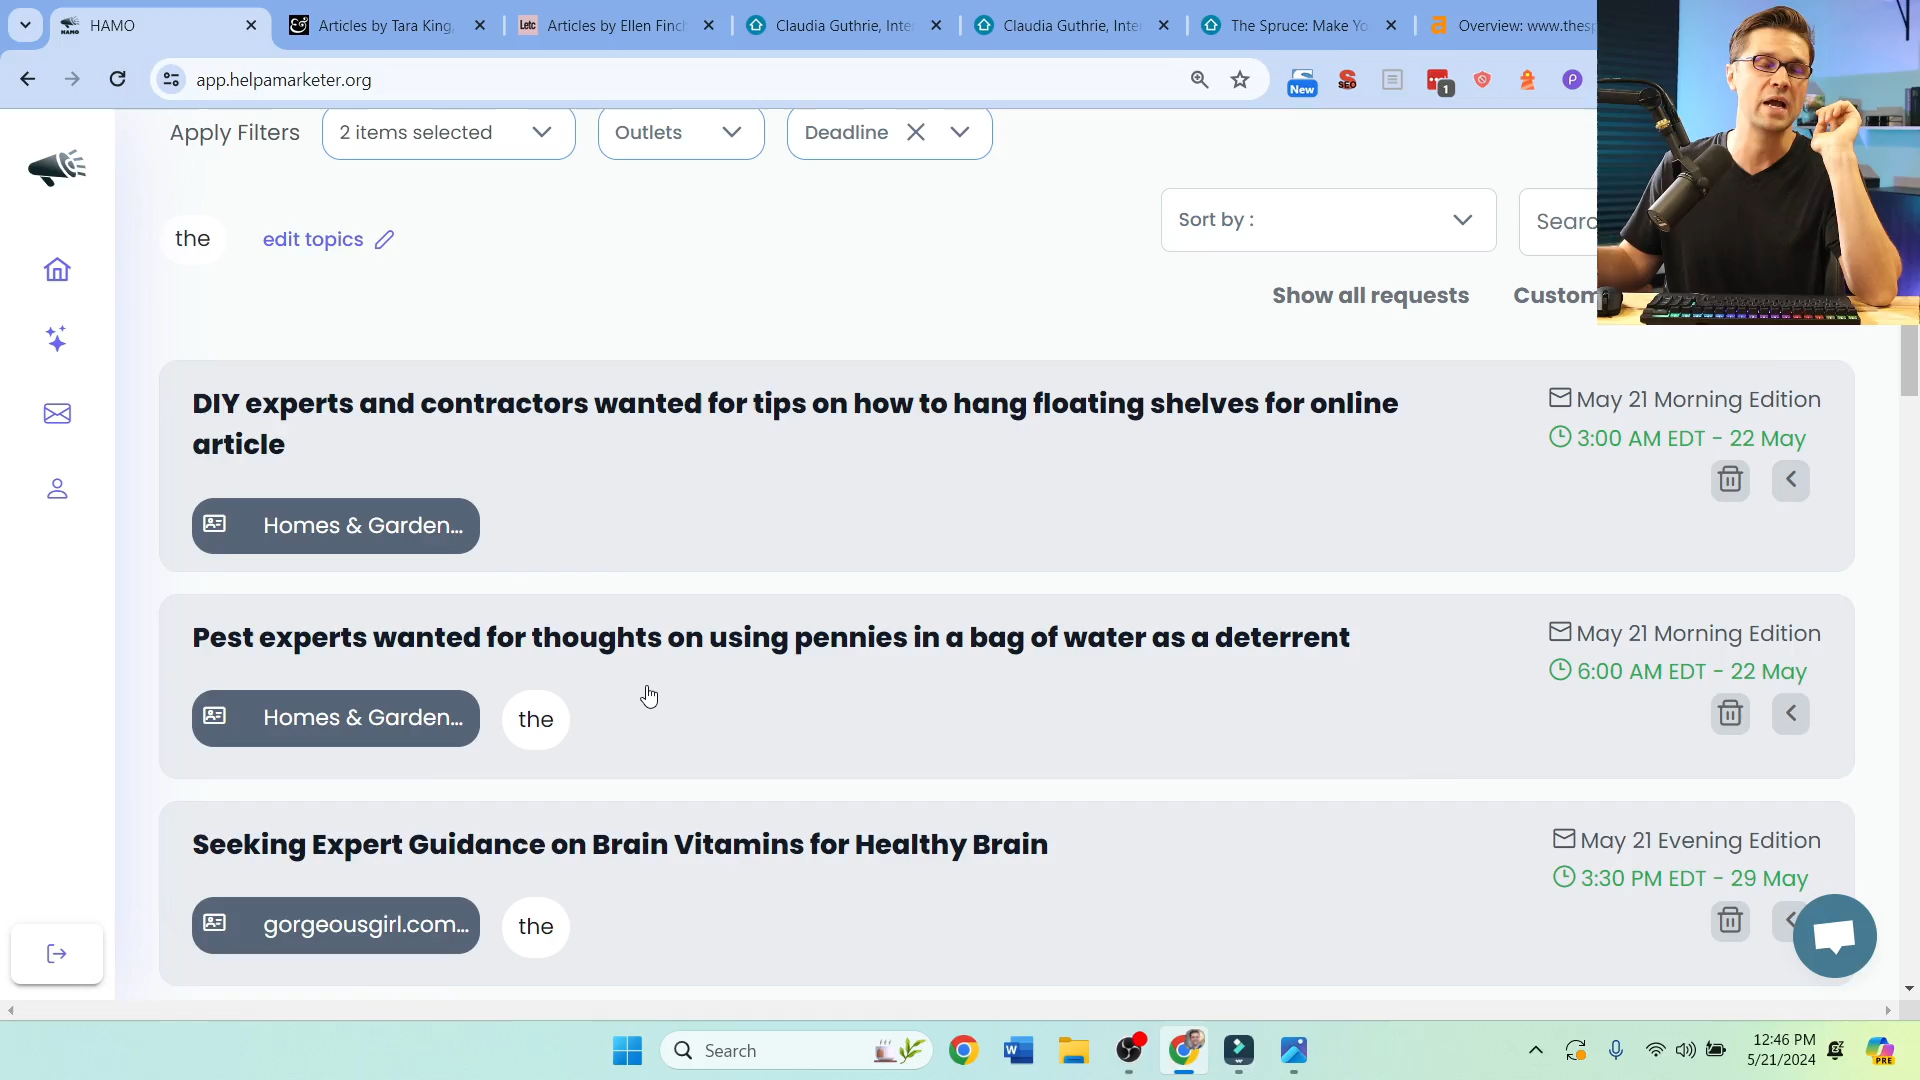 HAMO
Articles by Tara King,
Articles by Ellen Finch
Claudia Guthrie, Inter
Claudia Guthrie, Inter
The Spruce: Make Yo
Overview: www.thesp
app.helpamarketer.org
New
SEO
1
P
Apply Filters
2 items selected
Outlets
Deadline
the
edit topics
Sort by :
Searc
Show all requests
Custom
DIY experts and contractors wanted for tips on how to hang floating shelves for online
article
May 21 Morning Edition
3:00 AM EDT - 22 May
Homes & Garden...
Pest experts wanted for thoughts on using pennies in a bag of water as a deterrent
May 21 Morning Edition
6:00 AM EDT - 22 May
Homes & Garden...
the
Seeking Expert Guidance on Brain Vitamins for Healthy Brain
May 21 Evening Edition
3:30 PM EDT - 29 May
gorgeousgirl.com...
the
Search
12:46 PM
5/21/2024
PRE